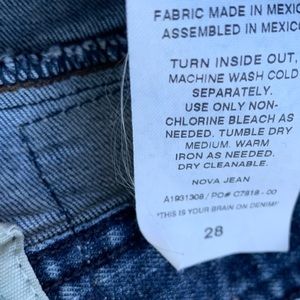 FABRIC MADE IN MEXICO
ASSEMBLED IN MEXICO
TURN INSIDE OUT,
MACHINE WASH COLD
SEPARATELY.
USE ONLY NON-
CHLORINE BLEACH AS
NEEDED. TUMBLE DRY
MEDIUM. WARM
IRON AS NEEDED.
DRY CLEANABLE.
NOVA JEAN
A1931308 / PO# C7818 - 00
*THIS IS YOUR BRAIN ON DENIM*
28